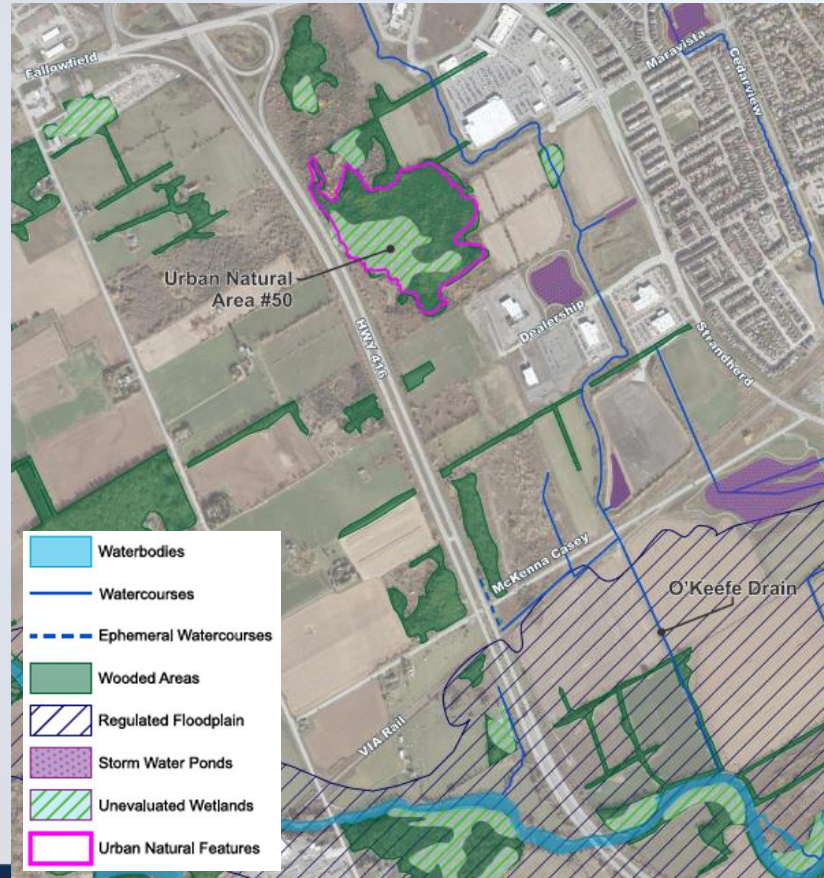 Fallowfield
Maravista
Cedarview
Urban Natural
Area #50
HWY 416
Dealership
Strandherd
McKenna Casey
O'Keefe Drain
VIA Rail
Waterbodies
Watercourses
Ephemeral Watercourses
Wooded Areas
Regulated Floodplain
Storm Water Ponds
Unevaluated Wetlands
Urban Natural Features